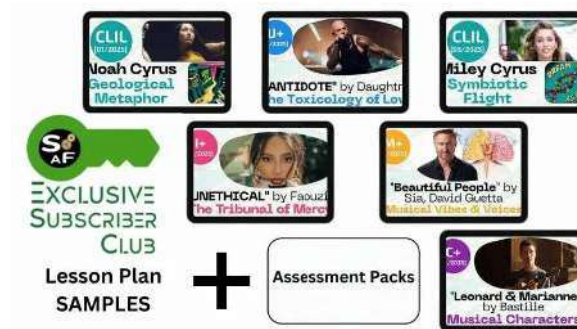 CLIL
[01/2025]
Noah Cyrus
Geological
Metaphor
"ANTIDOTE" by Daughtr
The Toxicology of Lov
CLIL
Miley Cyrus
Symbiotic
Flight
S
AF
EXCLUSIVE
SUBSCRIBER
CLUB
Lesson Plan
SAMPLES
UNETHICAL" by Faouzi
The Tribunal of Merc
"Beautiful People" by
Sia, David Guetta
Musical Vibes & Voices
+
Assessment Packs
C+
"Leonard & Marianne
by Bastille
Musical Characters